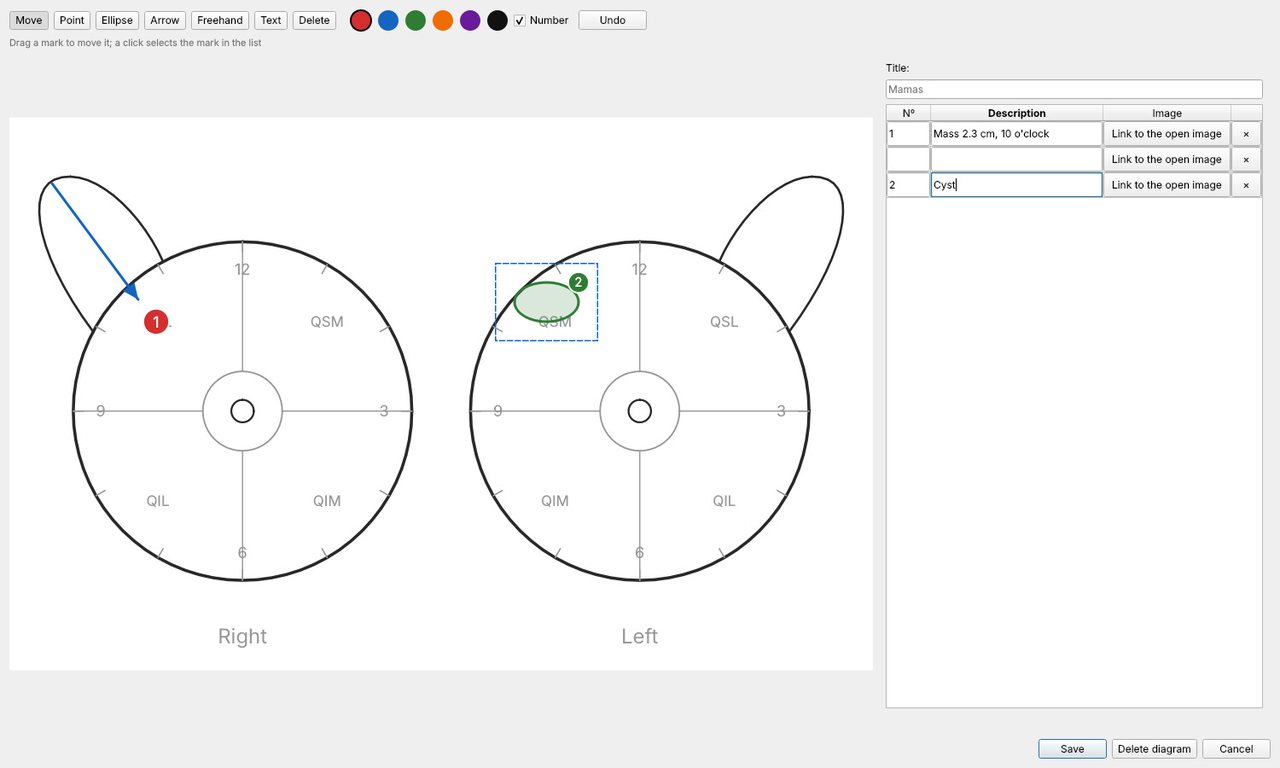 Move Point Ellipse Arrow Freehand Text Delete Number Undo
Drag a mark to move it; a click selects the mark in the list
Title:
Mamas
Nº Description Image
1 Mass 2.3 cm, 10 o'clock Link to the open image ×
Link to the open image ×
2 Cyst Link to the open image ×
12
1
QSM
9
3
QIL
QIM
6
Right
12
2
QSM
QSL
9
3
QIM
QIL
6
Left
Save Delete diagram Cancel